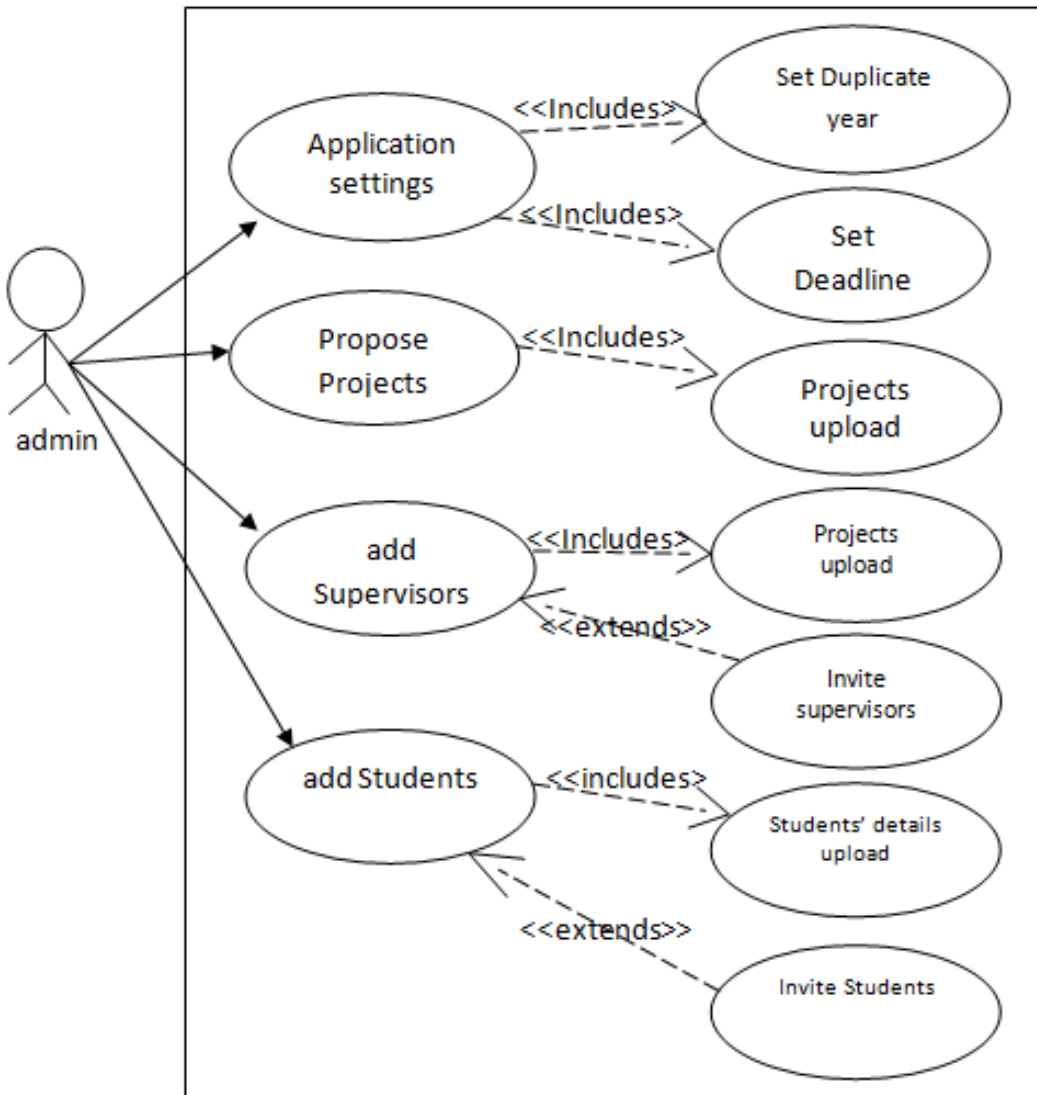 <<Includes>
Set Duplicate
year
Application
settings
<<Includes>
Set
Deadline
admin
Propose
Projects
<<Includes>
Projects
upload
add
Supervisors
<<Includes>
Projects
upload
<<extends>>
Invite
supervisors
add Students
<<includes>
Students’ details
upload
<<extends>>
Invite Students